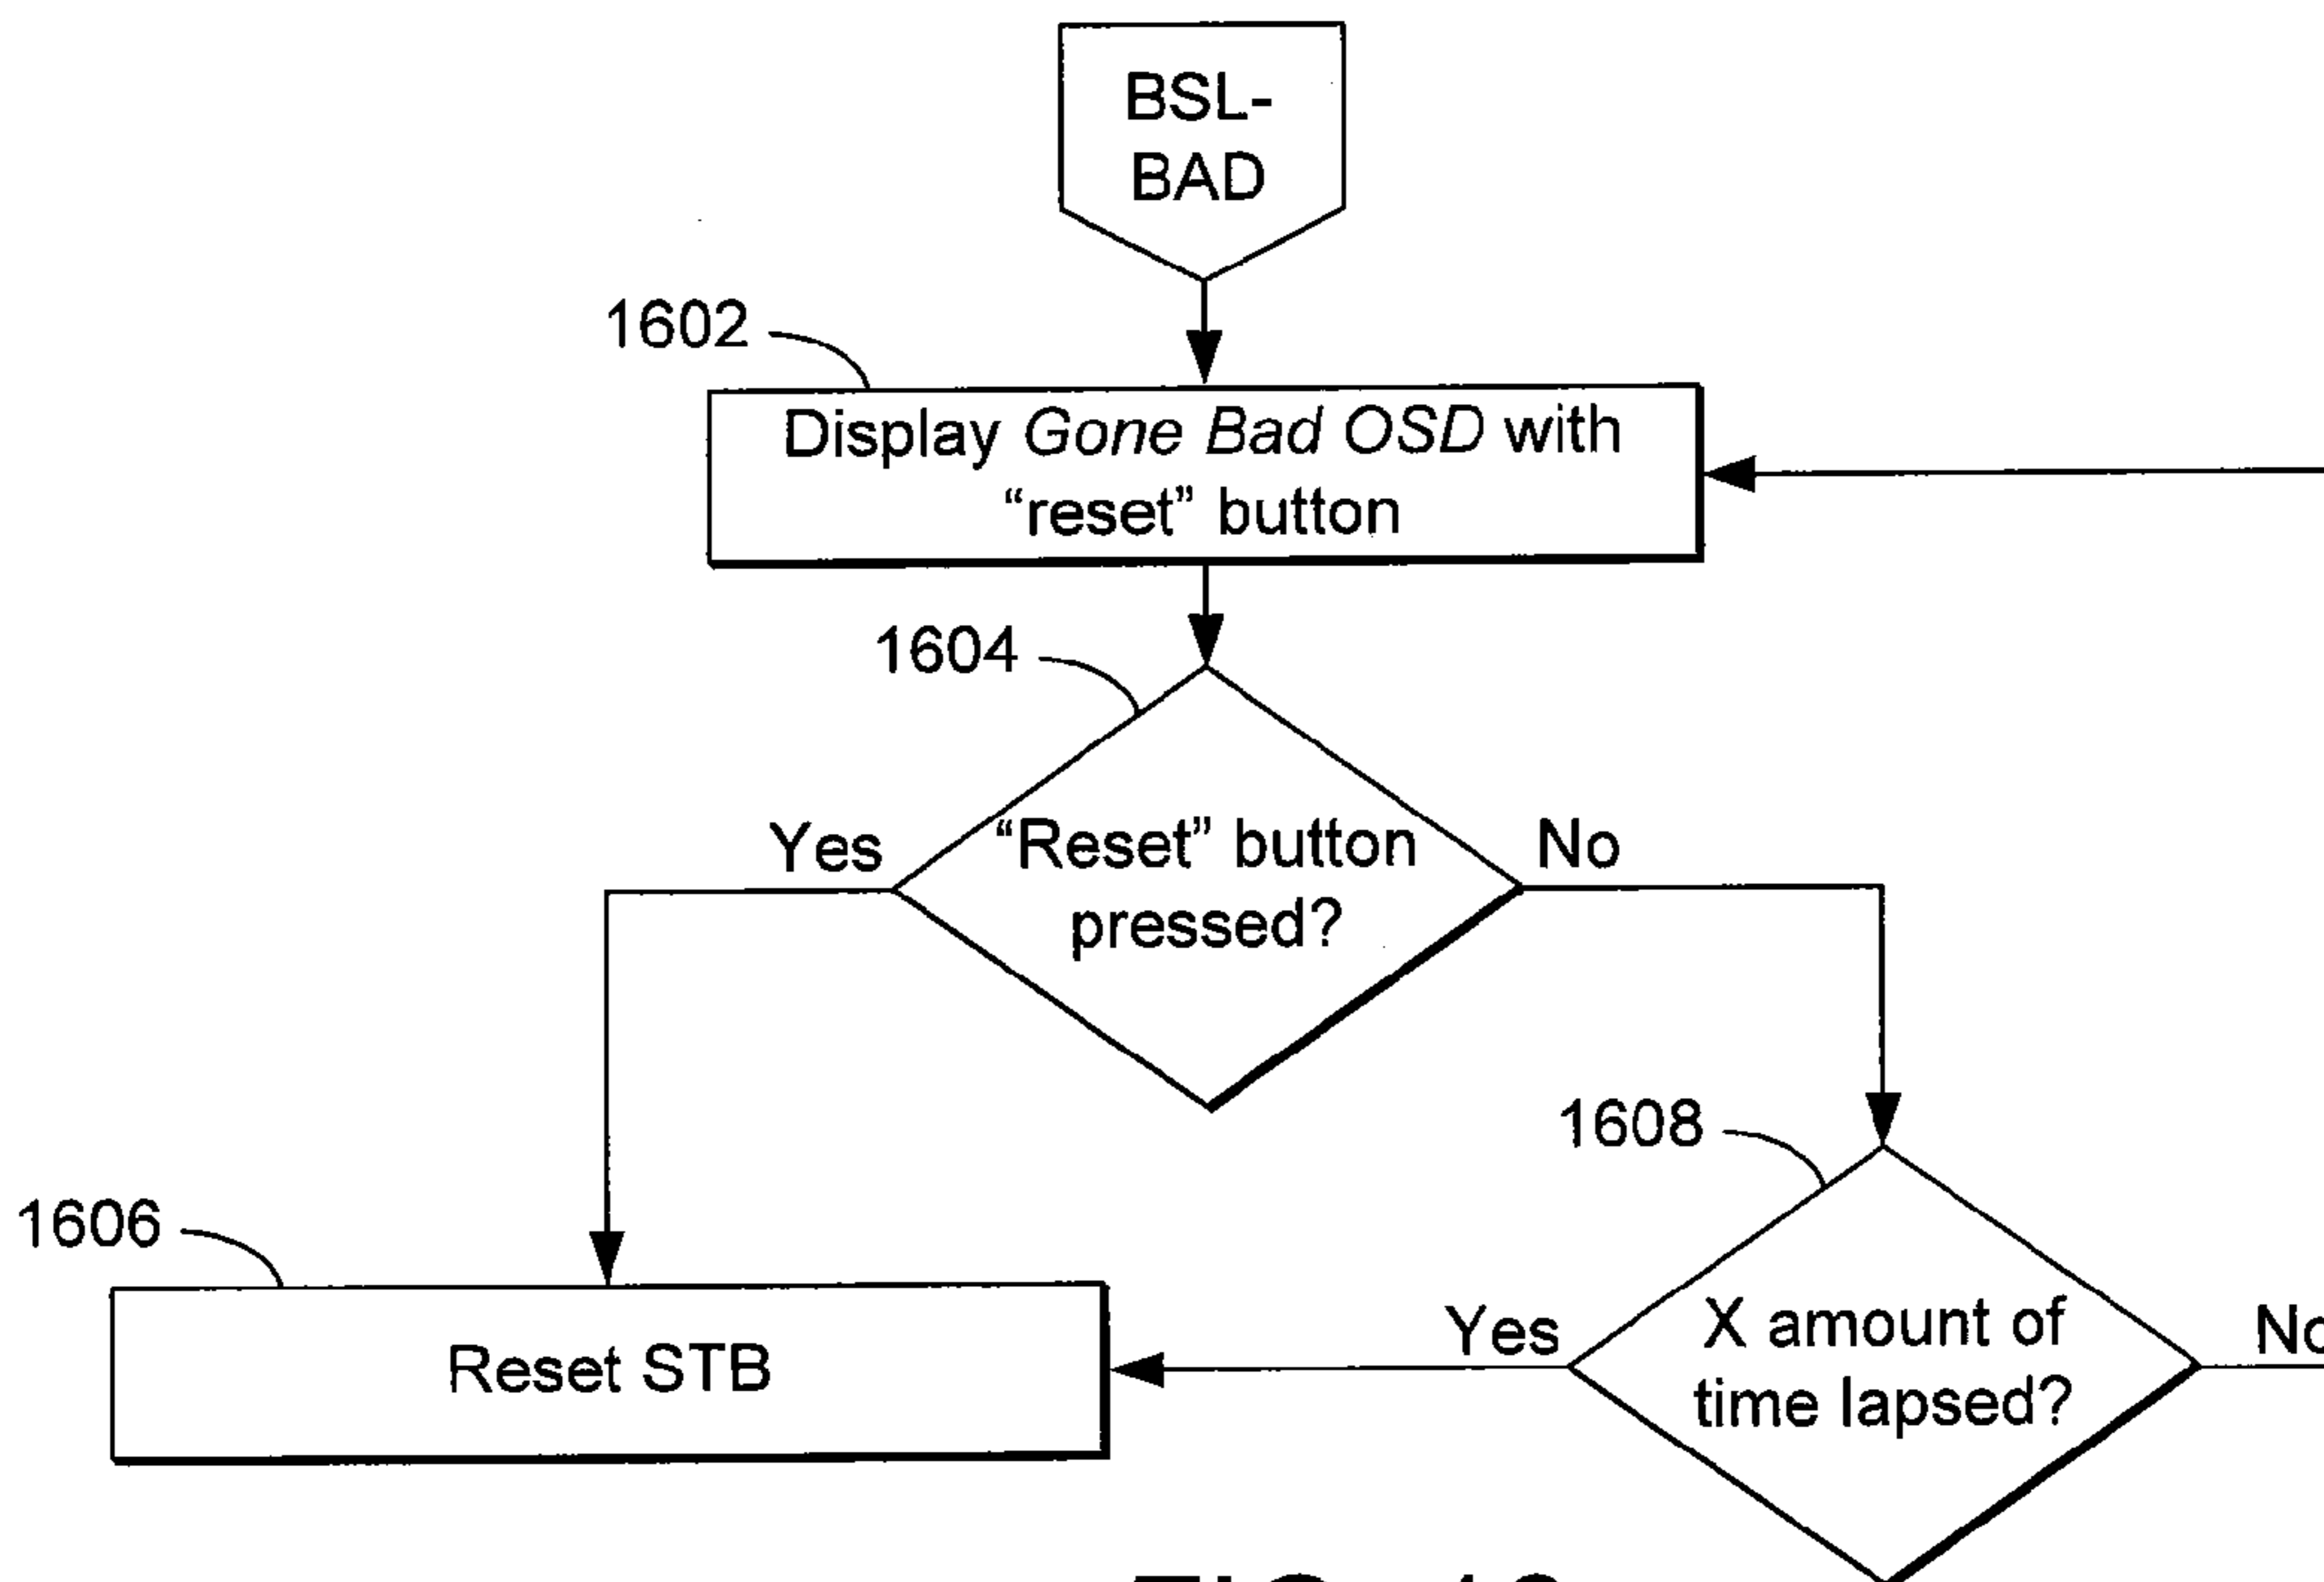 BSL-
BAD
1602
Display Gone Bad OSD with
“reset” button
1604
Yes
“Reset” button
pressed?
No
1608
1606
Reset STB
Yes
X amount of
time lapsed?
No